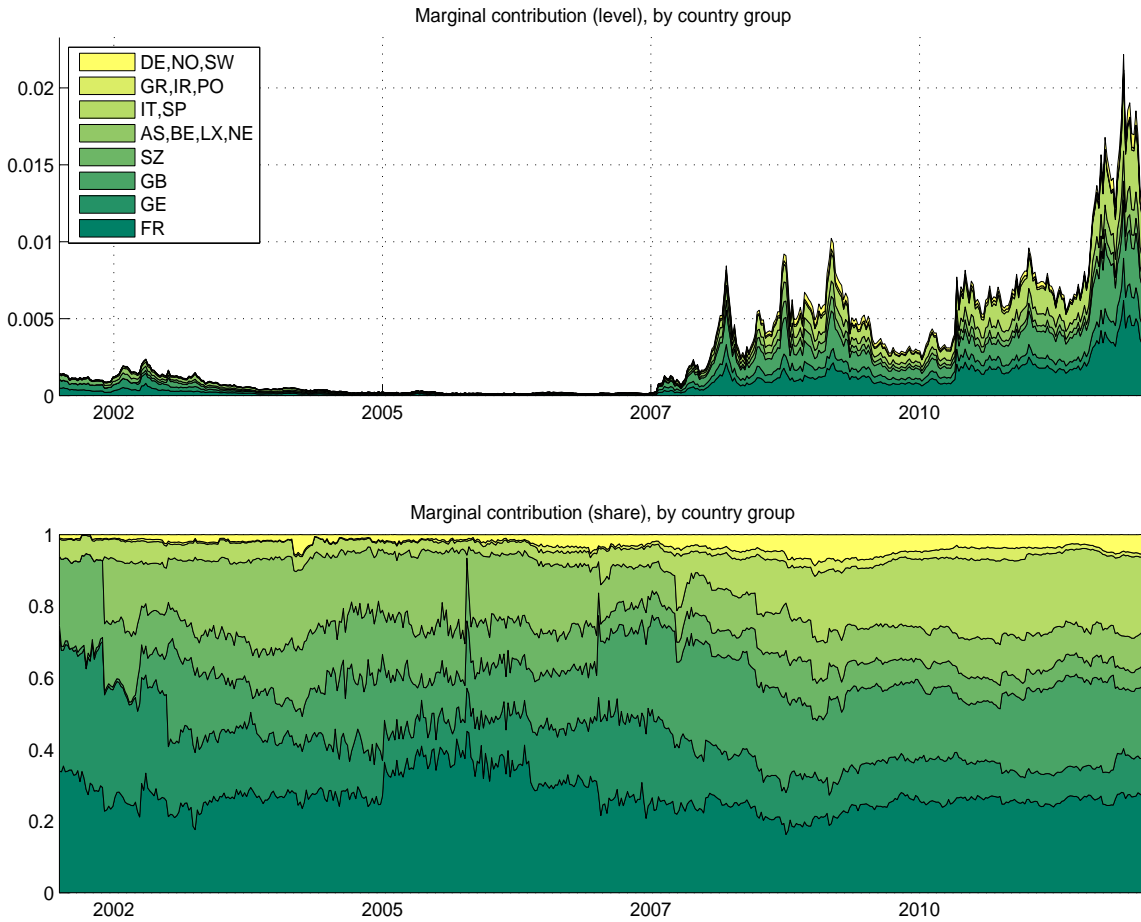 Marginal contribution (level), by country group
DE,NO,SW
GR,IR,PO
IT,SP
AS,BE,LX,NE
SZ
GB
GE
FR
0.02
0.015
0.01
0.005
0
2002
2005
2007
2010
Marginal contribution (share), by country group
1
0.8
0.6
0.4
0.2
0
2002
2005
2007
2010